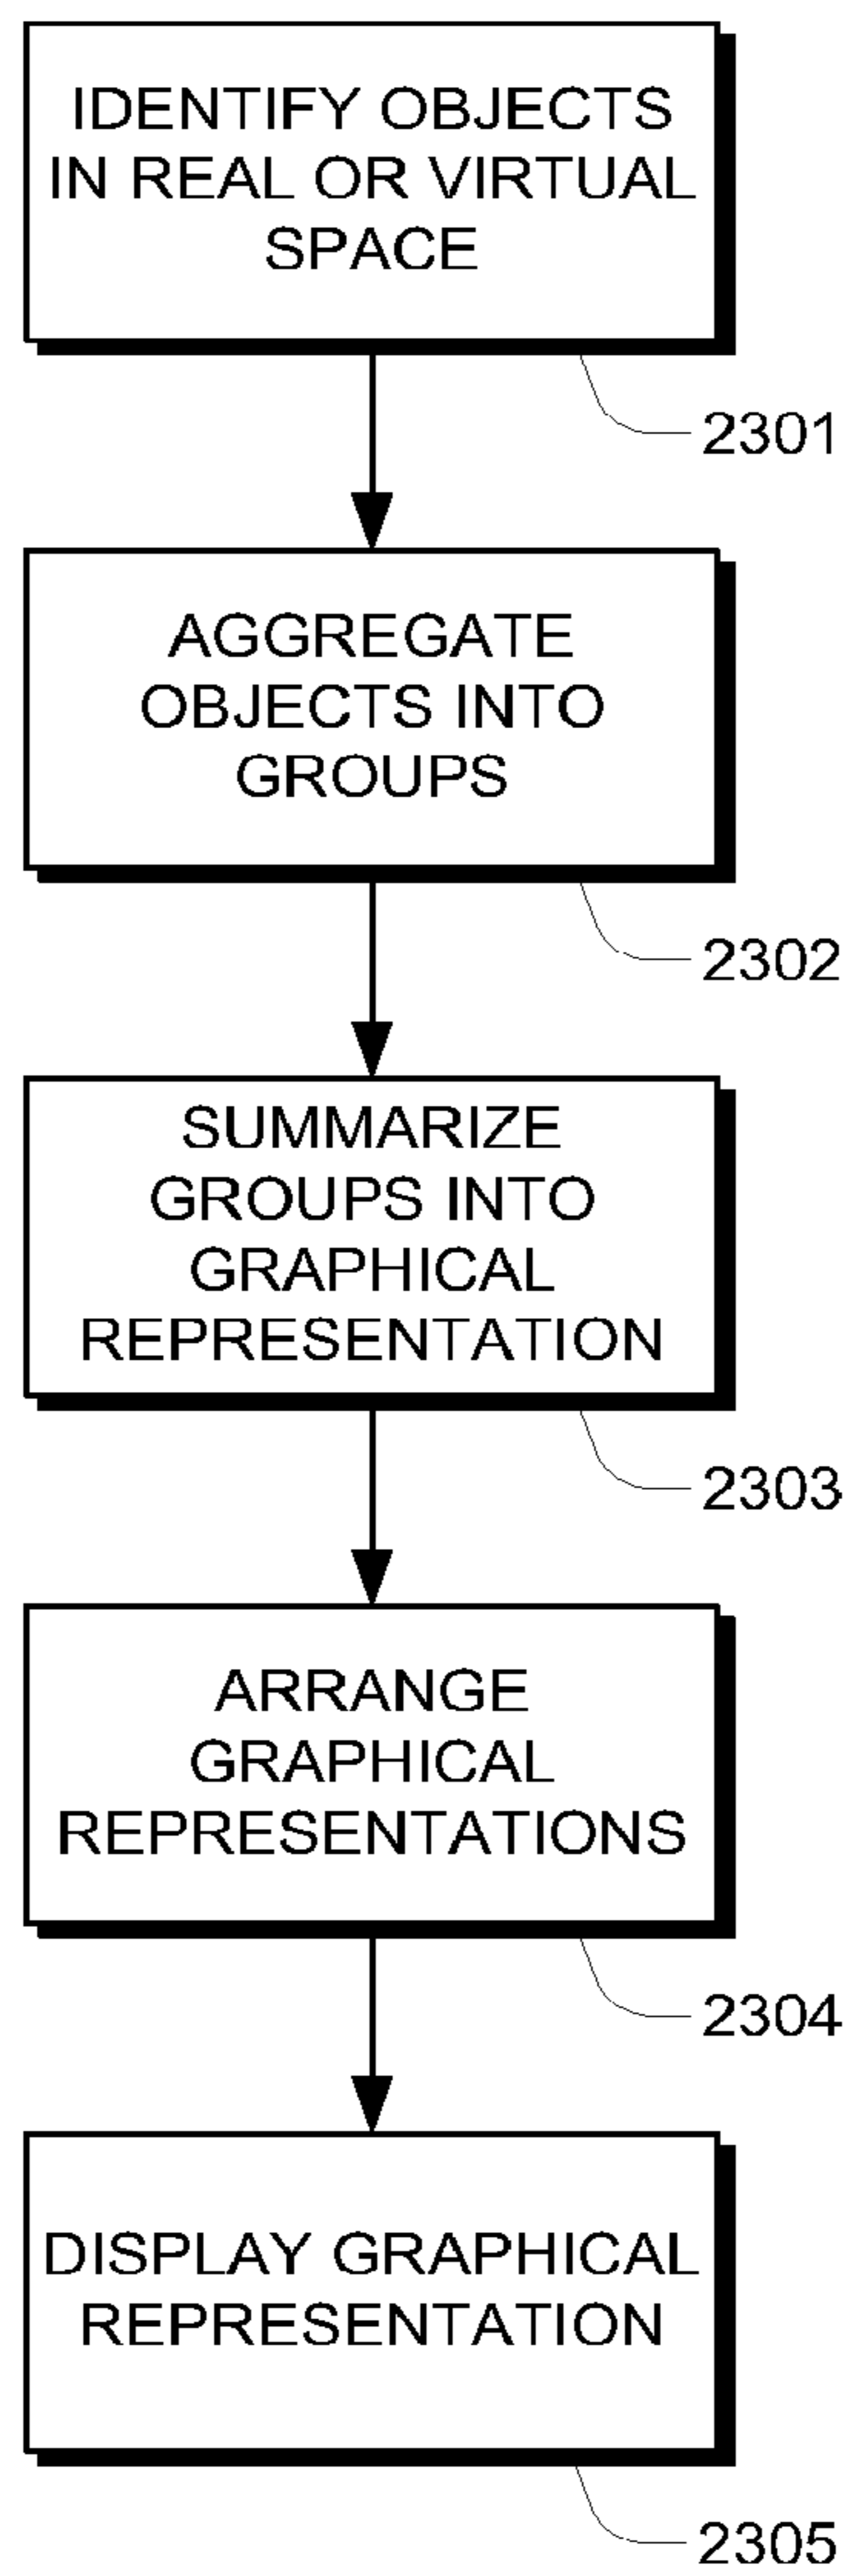 IDENTIFY OBJECTS
IN REAL OR VIRTUAL
SPACE
2301
AGGREGATE
OBJECTS INTO
GROUPS
2302
SUMMARIZE
GROUPS INTO
GRAPHICAL
REPRESENTATION
2303
ARRANGE
GRAPHICAL
REPRESENTATIONS
2304
DISPLAY GRAPHICAL
REPRESENTATION
2305